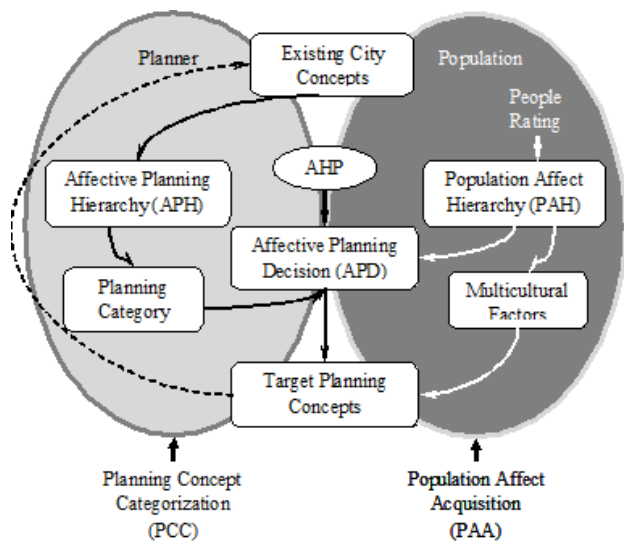 Planner
Existing City
Concepts
Population
People
Rating
Affective Planning
Hierarchy (APH)
AHP
Population Affect
Hierarchy (PAH)
Affective Planning
Decision (APD)
Planning
Category
Multicultural
Factors
Target Planning
Concepts
Planning Concept
Categorization
(PCC)
Population Affect
Acquisition
(PAA)